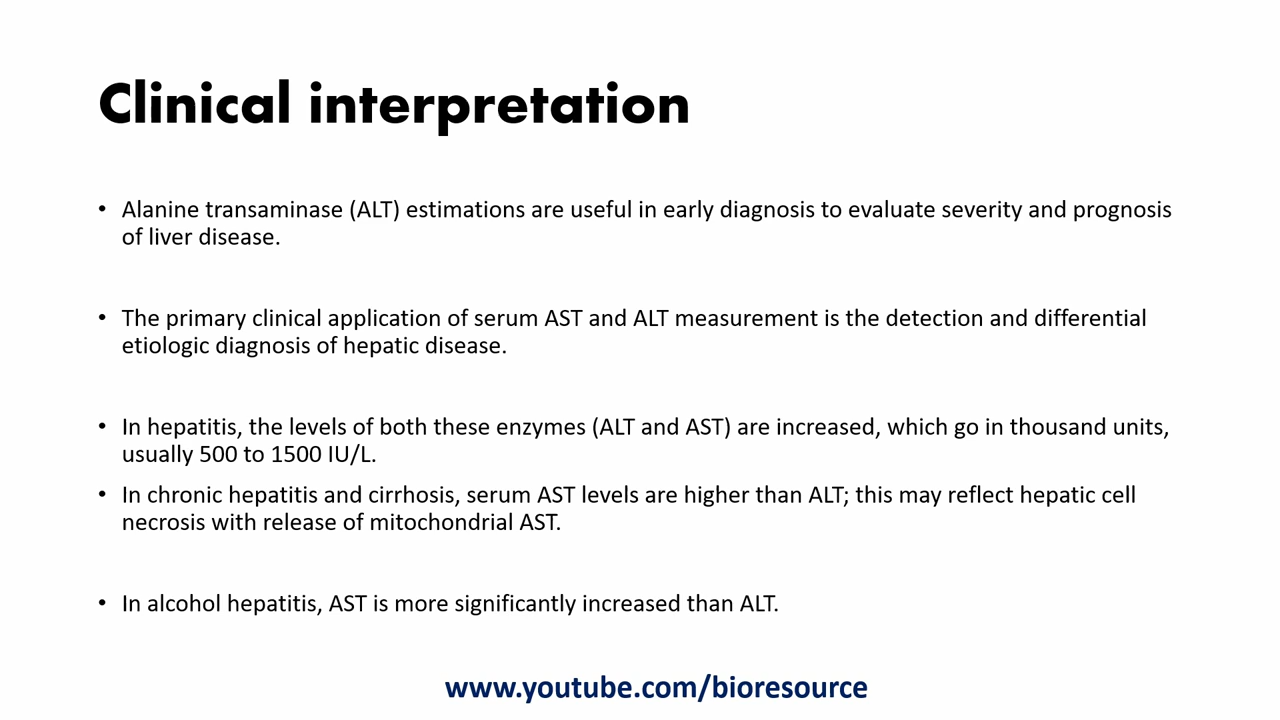 Clinical interpretation
• Alanine transaminase (ALT) estimations are useful in early diagnosis to evaluate severity and prognosis
of liver disease.
• The primary clinical application of serum AST and ALT measurement is the detection and differential
etiologic diagnosis of hepatic disease.
• In hepatitis, the levels of both these enzymes (ALT and AST) are increased, which go in thousand units,
usually 500 to 1500 IU/L.
• In chronic hepatitis and cirrhosis, serum AST levels are higher than ALT; this may reflect hepatic cell
necrosis with release of mitochondrial AST.
• In alcohol hepatitis, AST is more significantly increased than ALT.
www.youtube.com/bioresource